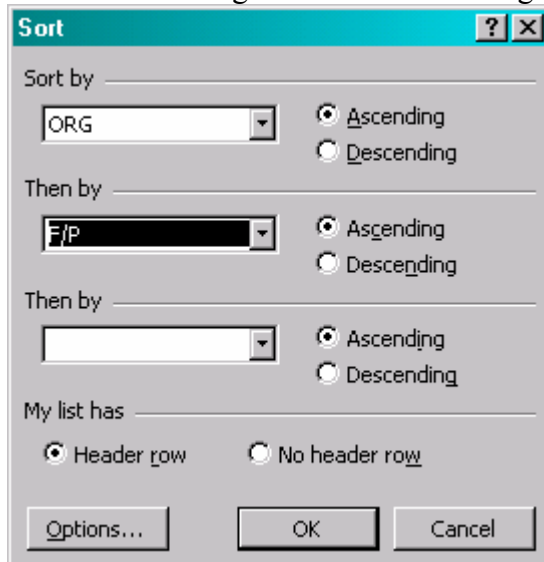 Sort
Sort by
ORG
Ascending
Descending
Then by
F/P
Ascending
Descending
Then by
Ascending
Descending
My list has
Header row
No header row
Options...
OK
Cancel